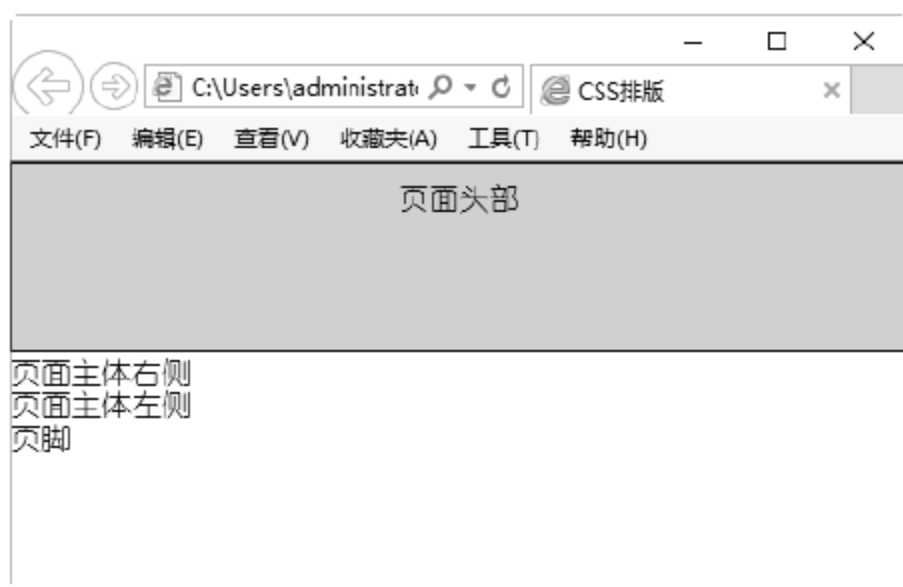 C:\Users\administrat
CSS排版
文件(F) 编辑(E) 查看(V) 收藏夹(A) 工具(T) 帮助(H)
页面头部
页面主体右侧
页面主体左侧
页脚